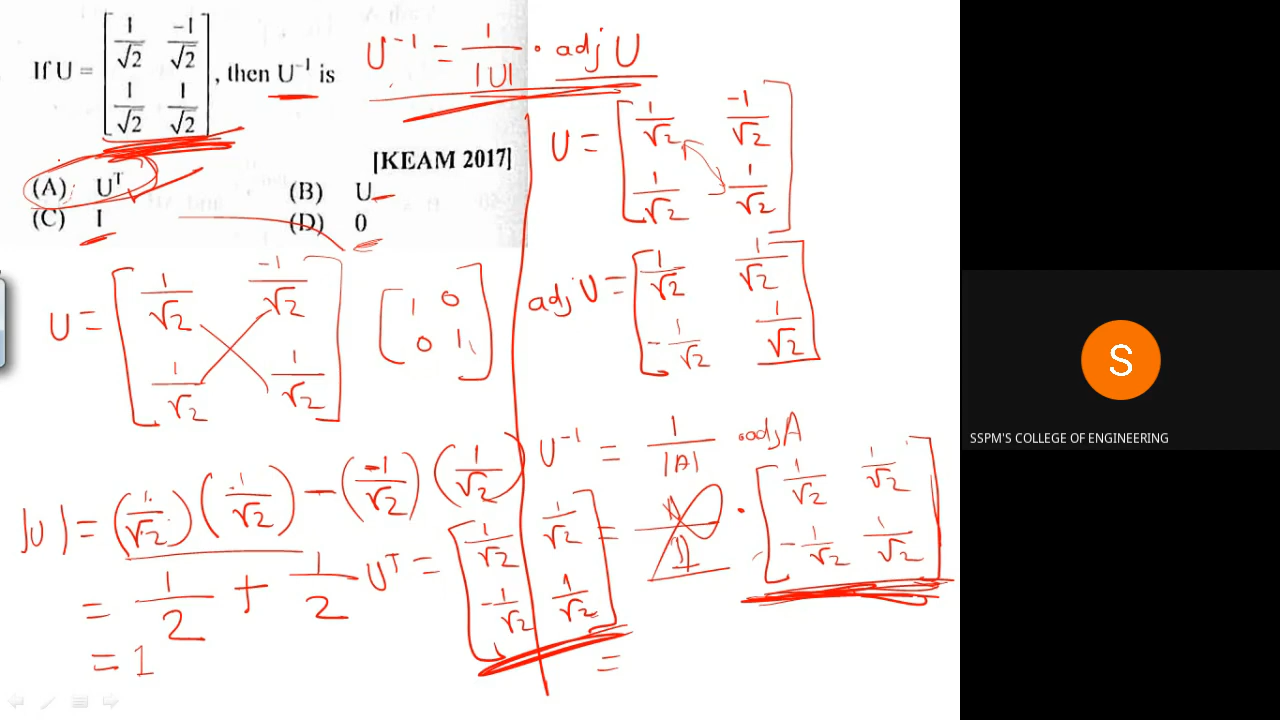 If U = [1/√2 -1/√2; 1/√2 1/√2], then U⁻¹ is
[KEAM 2017]
(A) Uᵀ (B) U
(C) I (D) 0
U⁻¹ = 1/|U| · adj U
U = [1/√2 -1/√2; 1/√2 1/√2]
[1 0; 0 1]
|U| = (1/√2)(1/√2) - (-1/√2)(1/√2)
= 1/2 + 1/2
= 1
Uᵀ = [1/√2 1/√2; -1/√2 1/√2]
U = [1/√2 -1/√2; 1/√2 1/√2]
adj U = [1/√2 1/√2; -1/√2 1/√2]
U⁻¹ = 1/|A| · adj A
= · [1/√2 1/√2; -1/√2 1/√2]
=
S
SSPM'S COLLEGE OF ENGINEERING